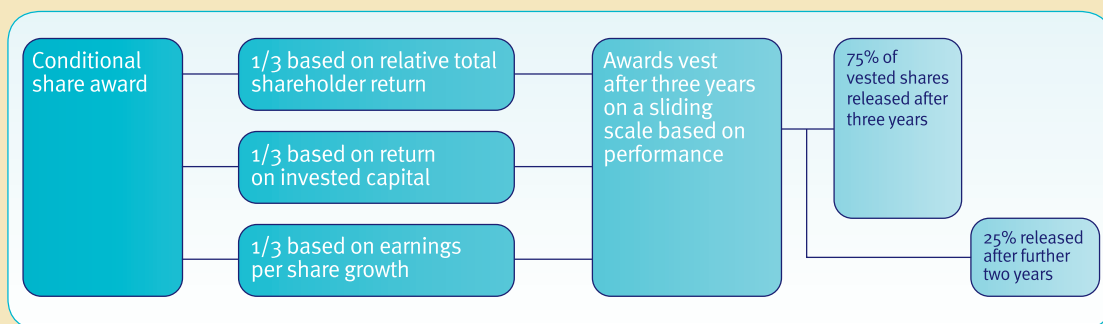 Conditional
share award
1/3 based on relative total
shareholder return
1/3 based on return
on invested capital
1/3 based on earnings
per share growth
Awards vest
after three years
on a sliding
scale based on
performance
75% of
vested shares
released after
three years
25% released
after further
two years